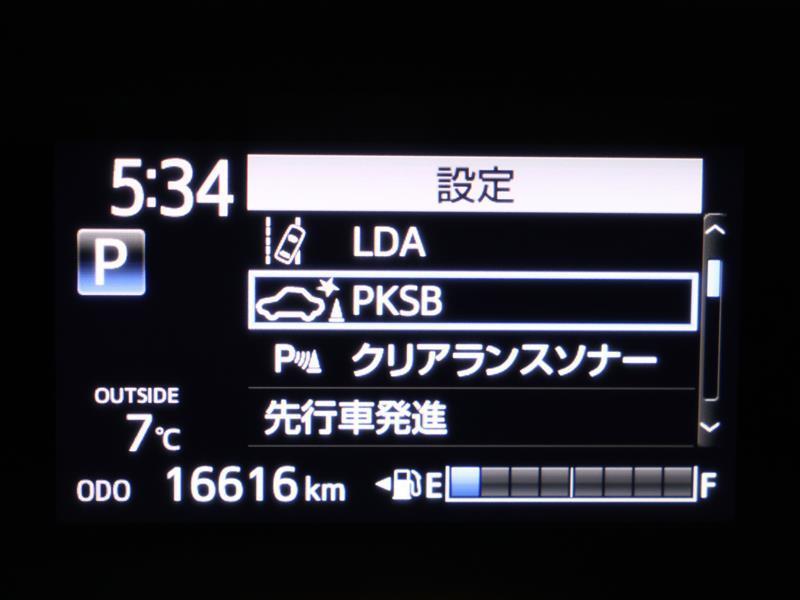 5:34
設定
P
LDA
PKSB
P クリアランスソナー
先行車発進
OUTSIDE
7℃
ODO 16616 km
E F